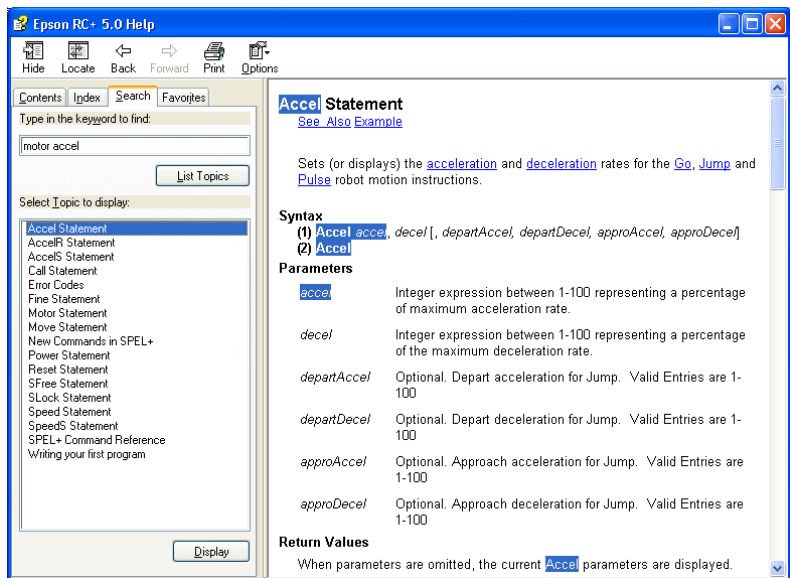 Epson RC+ 5.0 Help
Hide Locate Back Forward Print Options
Contents Index Search Favorites
Type in the keyword to find:
motor accel
List Topics
Select Topic to display:
Accel Statement
AccelR Statement
AccelS Statement
Call Statement
Error Codes
Fine Statement
Motor Statement
Move Statement
New Commands in SPEL+
Power Statement
Reset Statement
SFree Statement
SLock Statement
Speed Statement
SpeedS Statement
SPEL+ Command Reference
Writing your first program
Display
Accel Statement
See Also Example
Sets (or displays) the acceleration and deceleration rates for the Go, Jump and
Pulse robot motion instructions.
Syntax
(1) Accel accel, decel [, departAccel, departDecel, approAccel, approDecel]
(2) Accel
Parameters
accel Integer expression between 1-100 representing a percentage
of maximum acceleration rate.
decel Integer expression between 1-100 representing a percentage
of the maximum deceleration rate.
departAccel Optional. Depart acceleration for Jump. Valid Entries are 1-
100
departDecel Optional. Depart deceleration for Jump. Valid Entries are 1-
100
approAccel Optional. Approach acceleration for Jump. Valid Entries are
1-100
approDecel Optional. Approach deceleration for Jump. Valid Entries are
1-100
Return Values
When parameters are omitted, the current Accel parameters are displayed.